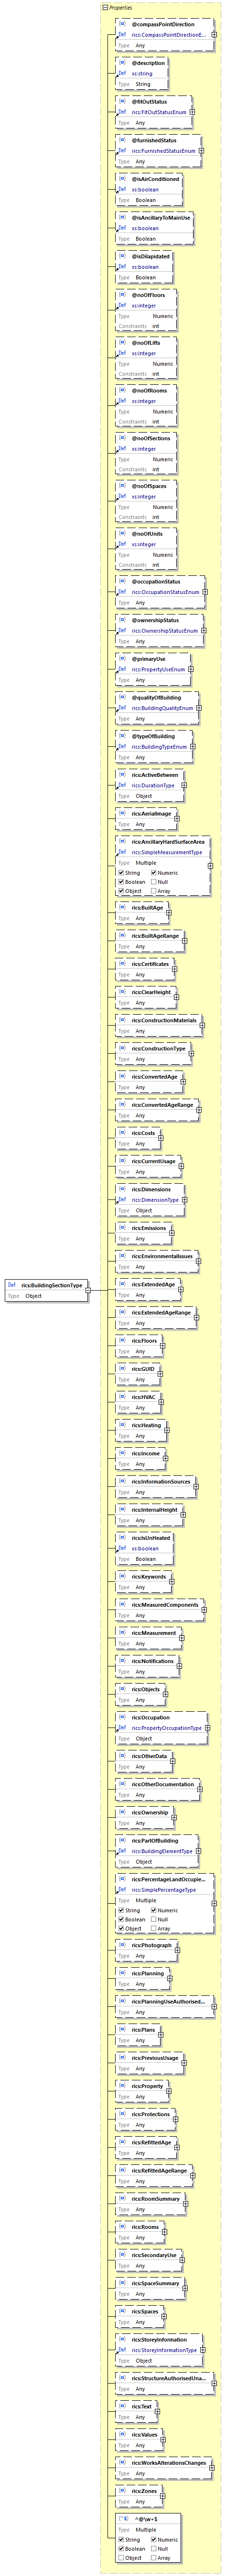 Properties
@compassPointDirection
Def rics:CompassPointDirectionE...
Type Any
@description
Def xs:string
Type String
@fitOutStatus
Def rics:FitOutStatusEnum
Type Any
@furnishedStatus
Def rics:FurnishedStatusEnum
Type Any
@isAirConditioned
Def xs:boolean
Type Boolean
@isAncillaryToMainUse
Def xs:boolean
Type Boolean
@isDilapidated
Def xs:boolean
Type Boolean
@noOfFloors
Def xs:integer
Type Numeric
Constraints int
@noOfLifts
Def xs:integer
Type Numeric
Constraints int
@noOfRooms
Def xs:integer
Type Numeric
Constraints int
@noOfSections
Def xs:integer
Type Numeric
Constraints int
@noOfSpaces
Def xs:integer
Type Numeric
Constraints int
@noOfUnits
Def xs:integer
Type Numeric
Constraints int
@occupationStatus
Def rics:OccupationStatusEnum
Type Any
@ownershipStatus
Def rics:OwnershipStatusEnum
Type Any
@primaryUse
Def rics:PropertyUseEnum
Type Any
@qualityOfBuilding
Def rics:BuildingQualityEnum
Type Any
@typeOfBuilding
Def rics:BuildingTypeEnum
Type Any
rics:ActiveBetween
Def rics:DurationType
Type Object
rics:AerialImage
Type Any
rics:AncillaryHardSurfaceArea
Def rics:SimpleMeasurementType
Type Multiple
String Numeric
Boolean Null
Object Array
rics:BuiltAge
Type Any
rics:BuiltAgeRange
Type Any
rics:Certificates
Type Any
rics:ClearHeight
Type Any
rics:ConstructionMaterials
Type Any
rics:ConstructionType
Type Any
rics:ConvertedAge
Type Any
rics:ConvertedAgeRange
Type Any
rics:Costs
Type Any
rics:CurrentUsage
Type Any
rics:Dimensions
Def rics:DimensionType
Type Object
rics:Emissions
Type Any
rics:EnvironmentalIssues
Type Any
Def rics:BuildingSectionType
Type Object
rics:ExtendedAge
Type Any
rics:ExtendedAgeRange
Type Any
rics:Floors
Type Any
rics:GUID
Type Any
rics:HVAC
Type Any
rics:Heating
Type Any
rics:Income
Type Any
rics:InformationSources
Type Any
rics:InternalHeight
Type Any
rics:IsUnHeated
Def xs:boolean
Type Boolean
rics:Keywords
Type Any
rics:MeasuredComponents
Type Any
rics:Measurement
Type Any
rics:Notifications
Type Any
rics:Objects
Type Any
rics:Occupation
Def rics:PropertyOccupationType
Type Object
rics:OtherData
Type Any
rics:OtherDocumentation
Type Any
rics:Ownership
Type Any
rics:PartOfBuilding
Def rics:BuildingElementType
Type Object
rics:PercentageLandOccupie...
Def rics:SimplePercentageType
Type Multiple
String Numeric
Boolean Null
Object Array
rics:Photograph
Type Any
rics:Planning
Type Any
rics:PlanningUseAuthorised...
Type Any
rics:Plans
Type Any
rics:PreviousUsage
Type Any
rics:Property
Type Any
rics:Protections
Type Any
rics:RefittedAge
Type Any
rics:RefittedAgeRange
Type Any
rics:RoomSummary
Type Any
rics:Rooms
Type Any
rics:SecondaryUse
Type Any
rics:SpaceSummary
Type Any
rics:Spaces
Type Any
rics:StoreyInformation
Def rics:StoreyInformationType
Type Object
rics:StructureAuthorisedUna...
Type Any
rics:Text
Type Any
rics:Values
Type Any
rics:WorksAlterationsChanges
Type Any
rics:Zones
Type Any
^@\w+$
Type Multiple
String Numeric
Boolean Null
Object Array